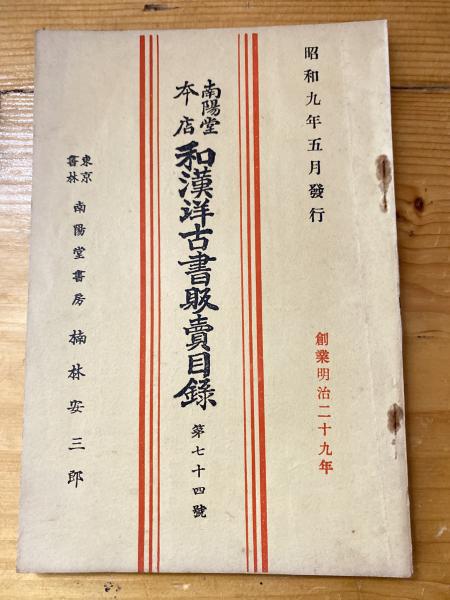 昭和九年五月發行
創業明治二十九年
南陽堂
本店
和漢洋古書販賣目録
第七十四號
東京
書林
南陽堂書房
楠林安三郎